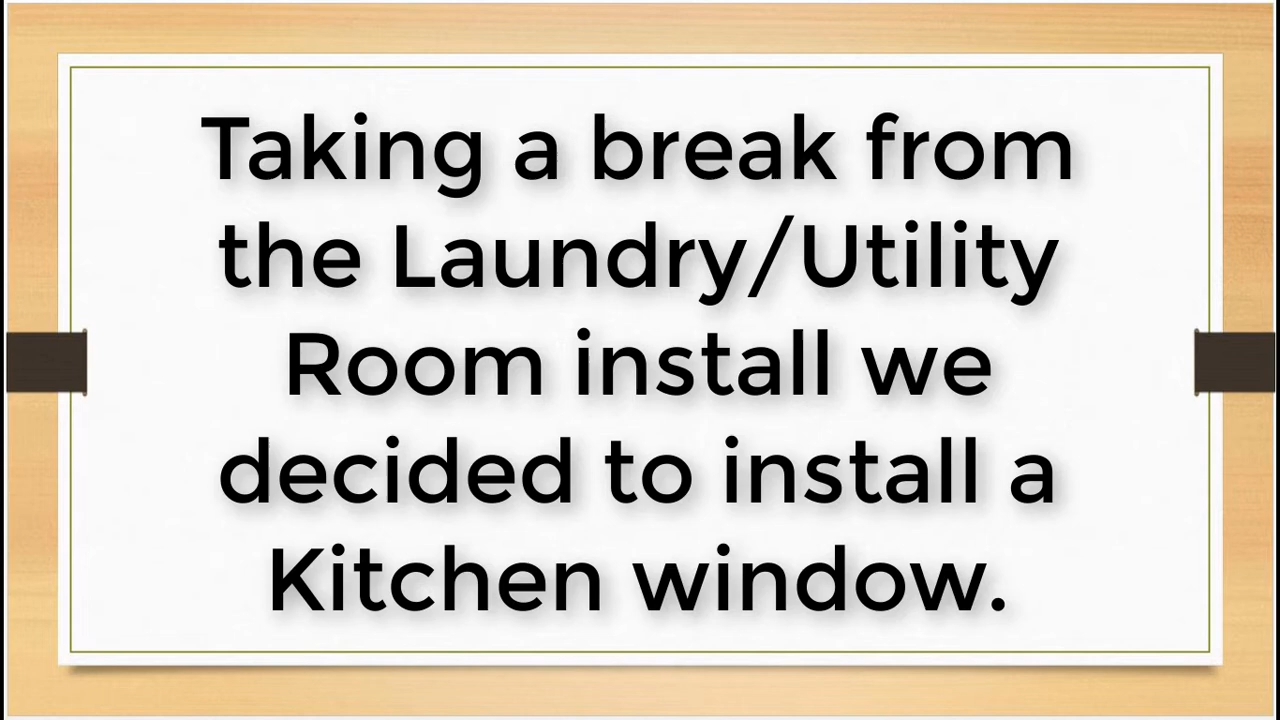 Taking a break from
the Laundry/Utility
Room install we
decided to install a
Kitchen window.